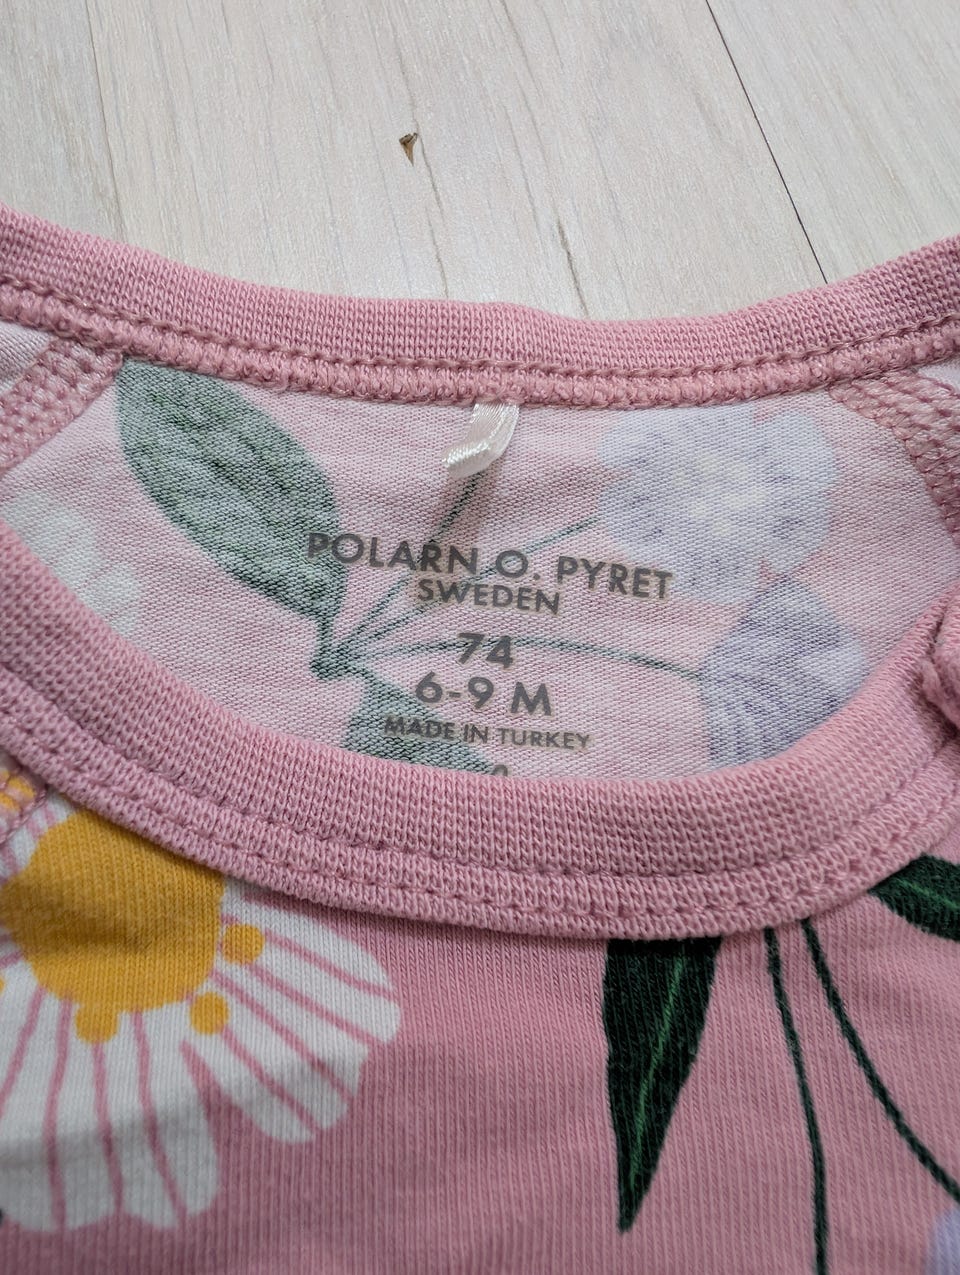 POLARN O. PYRET
SWEDEN
74
6-9 M
MADE IN TURKEY